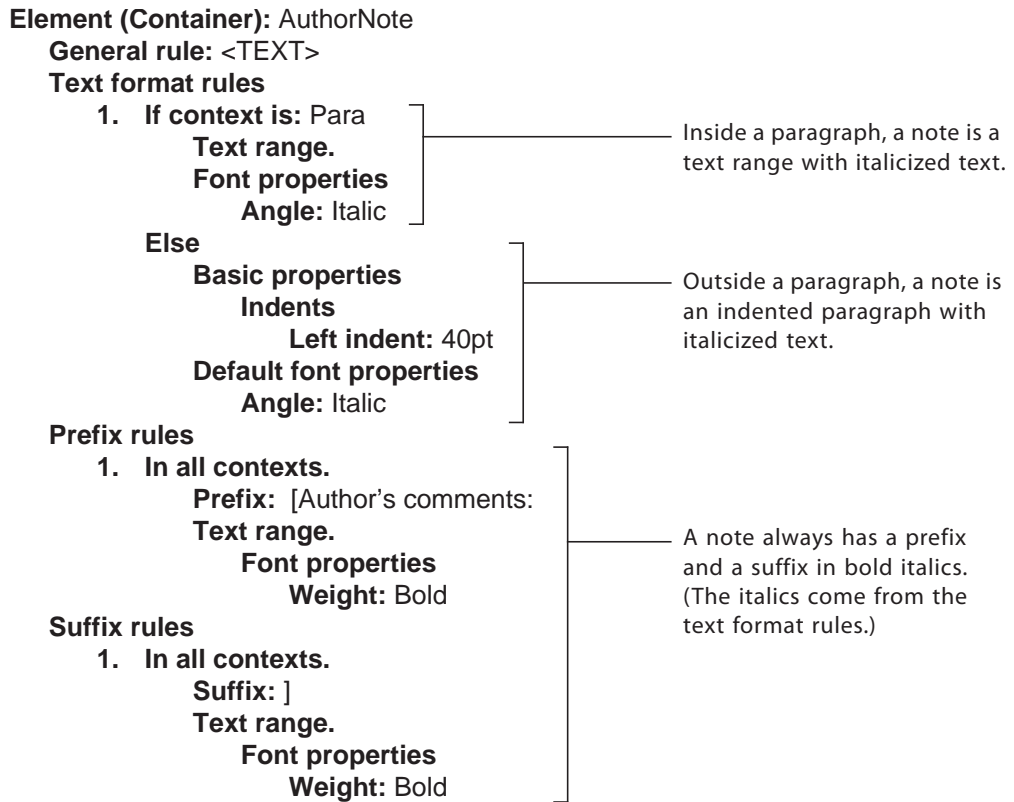 Element (Container): AuthorNote
General rule: <TEXT>
Text format rules
1. If context is: Para
Text range.
Font properties
Angle: Italic
Inside a paragraph, a note is a
text range with italicized text.
Else
Basic properties
Indents
Left indent: 40pt
Default font properties
Angle: Italic
Outside a paragraph, a note is
an indented paragraph with
italicized text.
Prefix rules
1. In all contexts.
Prefix: [Author’s comments:
Text range.
Font properties
Weight: Bold
Suffix rules
1. In all contexts.
Suffix: ]
Text range.
Font properties
Weight: Bold
A note always has a prefix
and a suffix in bold italics.
(The italics come from the
text format rules.)